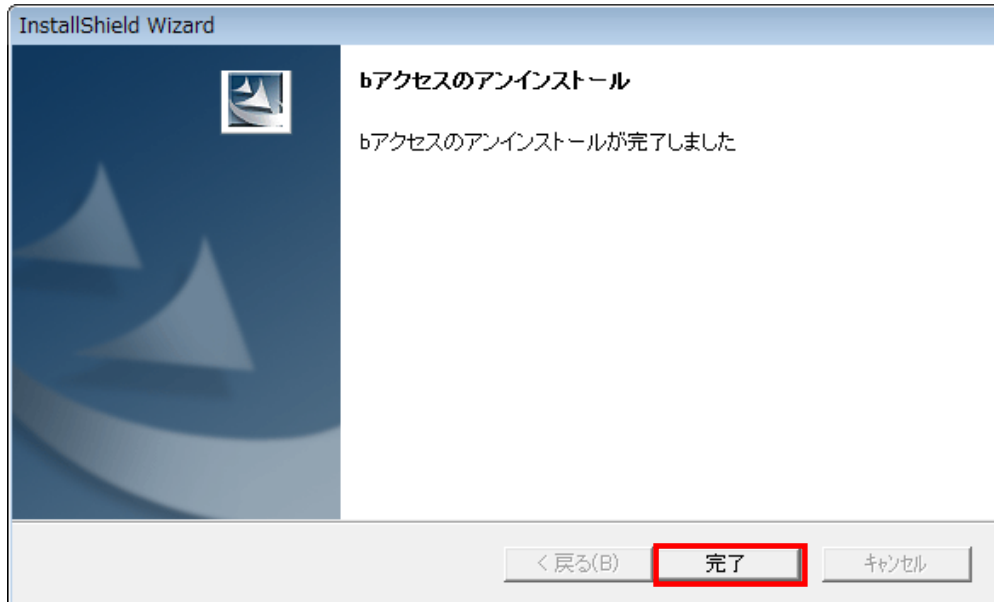 InstallShield Wizard
bアクセスのアンインストール
bアクセスのアンインストールが完了しました
< 戻る(B)
完了
キャンセル